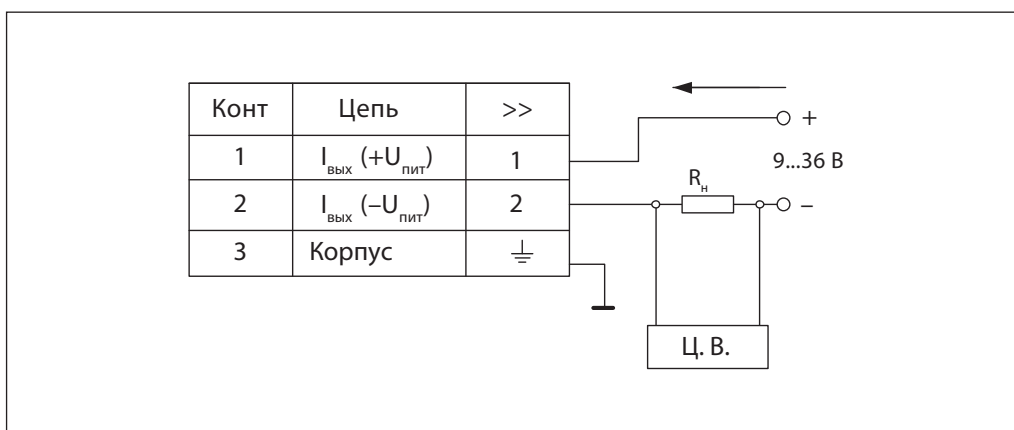 Конт Цепь >>
1 Iвых (+Uпит) 1
2 Iвых (–Uпит) 2
3 Корпус
+
9...36 В
Rн
–
Ц. В.